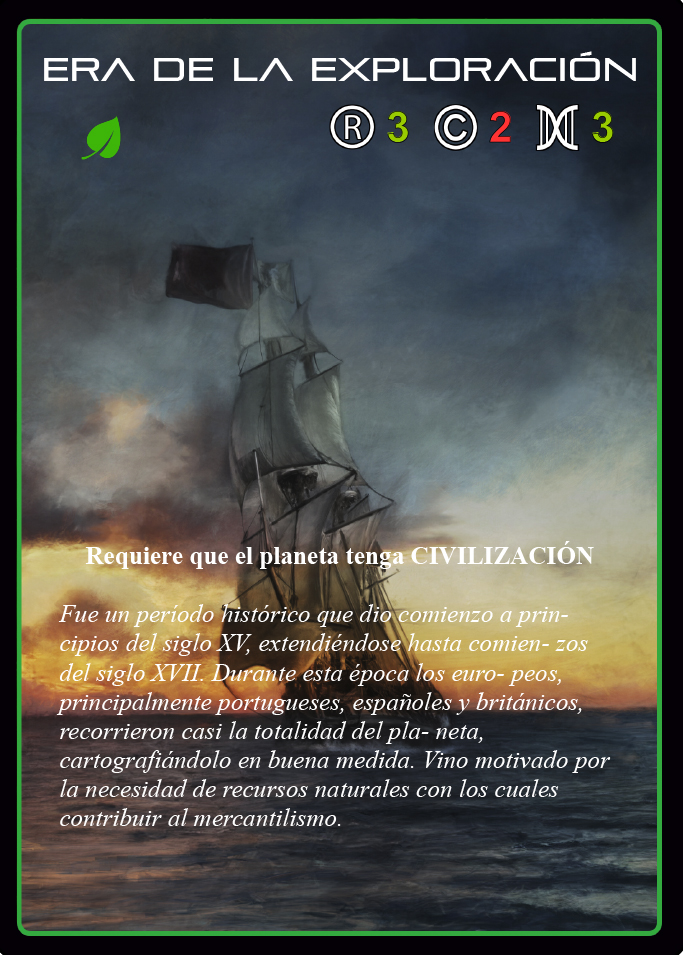 ERA DE LA EXPLORACIÓN
® 3 © 2 3
Requiere que el planeta tenga CIVILIZACIÓN
Fue un período histórico que dio comienzo a prin-
cipios del siglo XV, extendiéndose hasta comien- zos
del siglo XVII. Durante esta época los euro- peos,
principalmente portugueses, españoles y británicos,
recorrieron casi la totalidad del pla- neta,
cartografiándolo en buena medida. Vino motivado por
la necesidad de recursos naturales con los cuales
contribuir al mercantilismo.